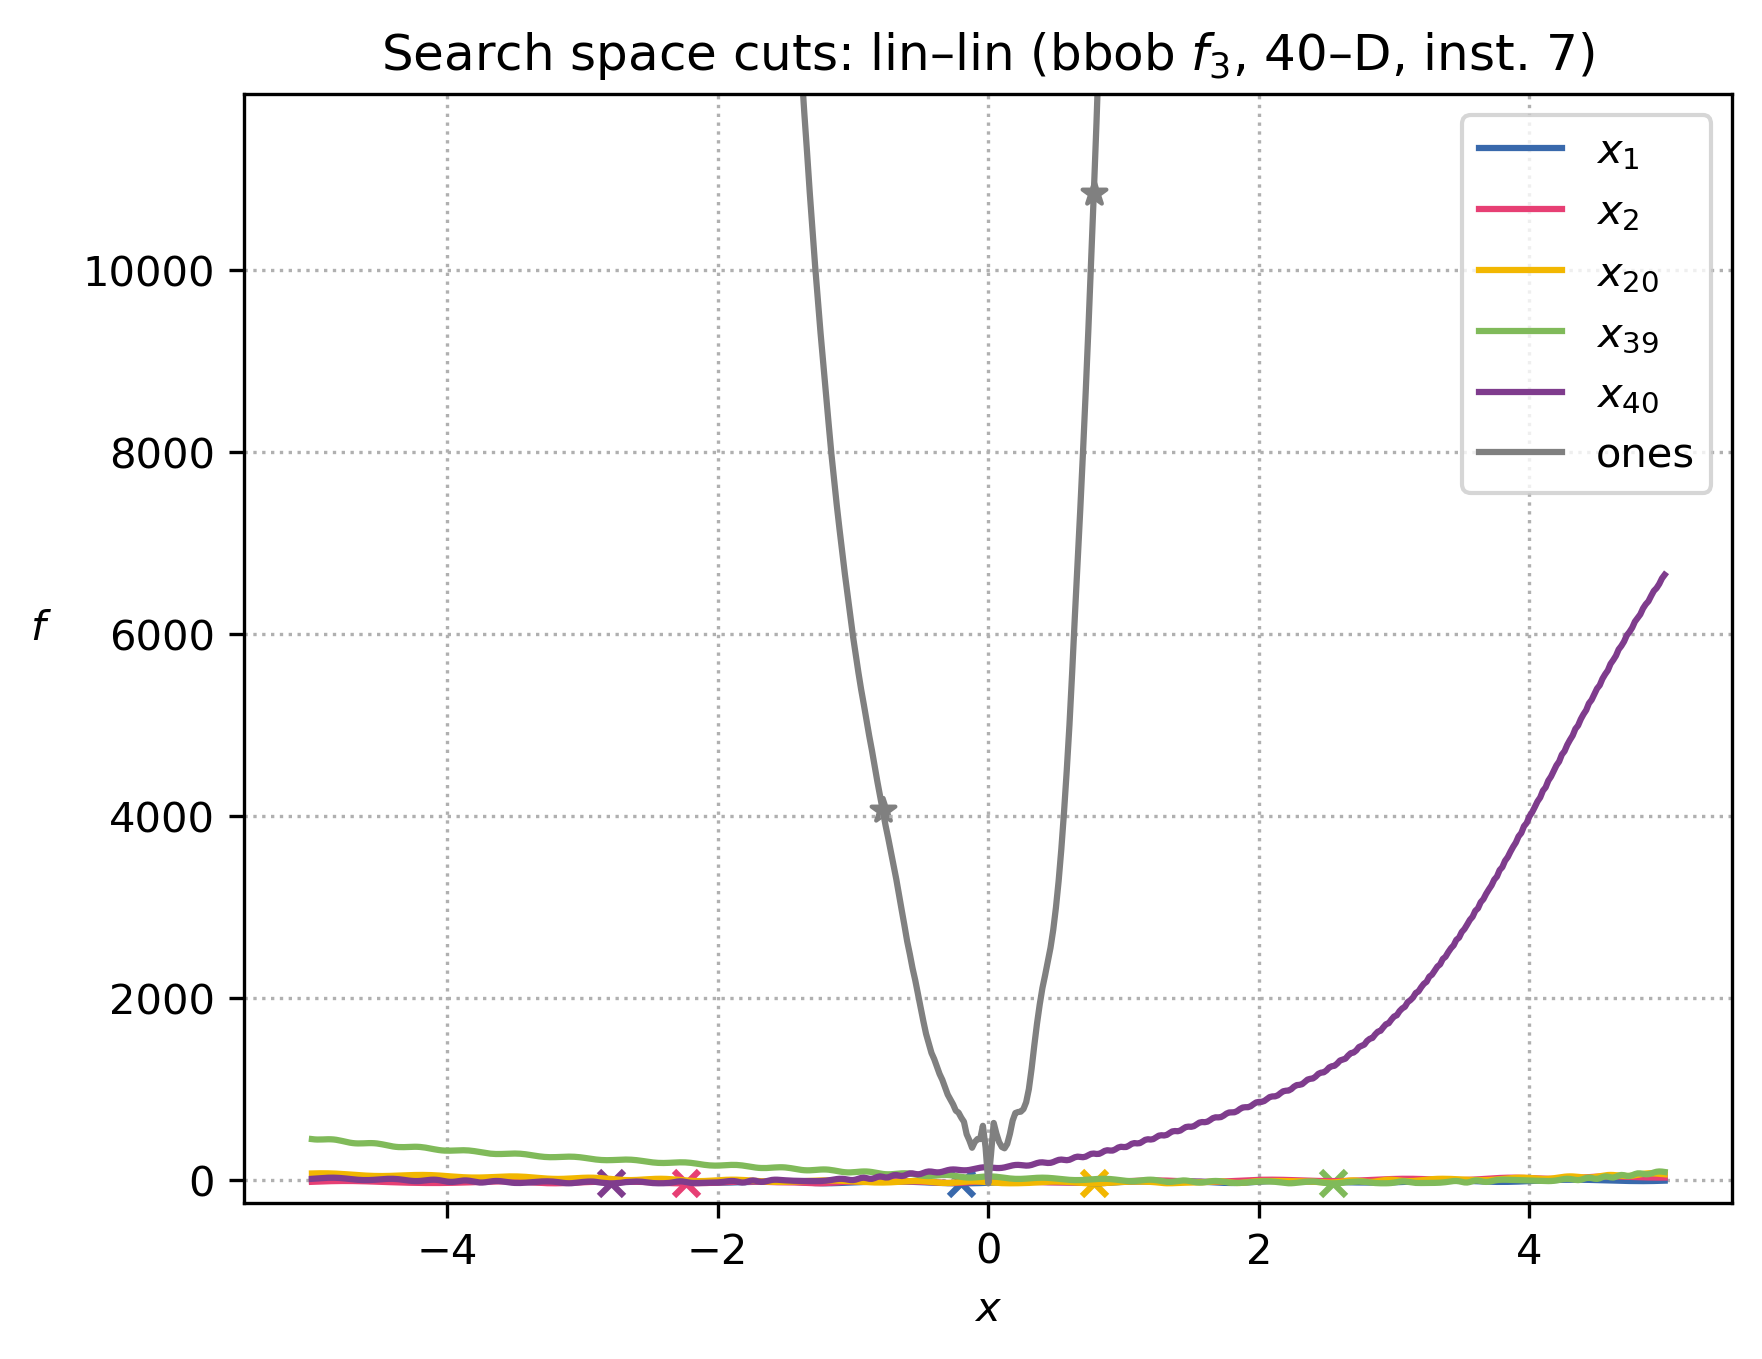 Search space cuts: lin–lin (bbob f₃, 40–D, inst. 7)
x₁
x₂
x₂₀
x₃₉
x₄₀
ones
f
10000
8000
6000
4000
2000
0
−4 −2 0 2 4
x